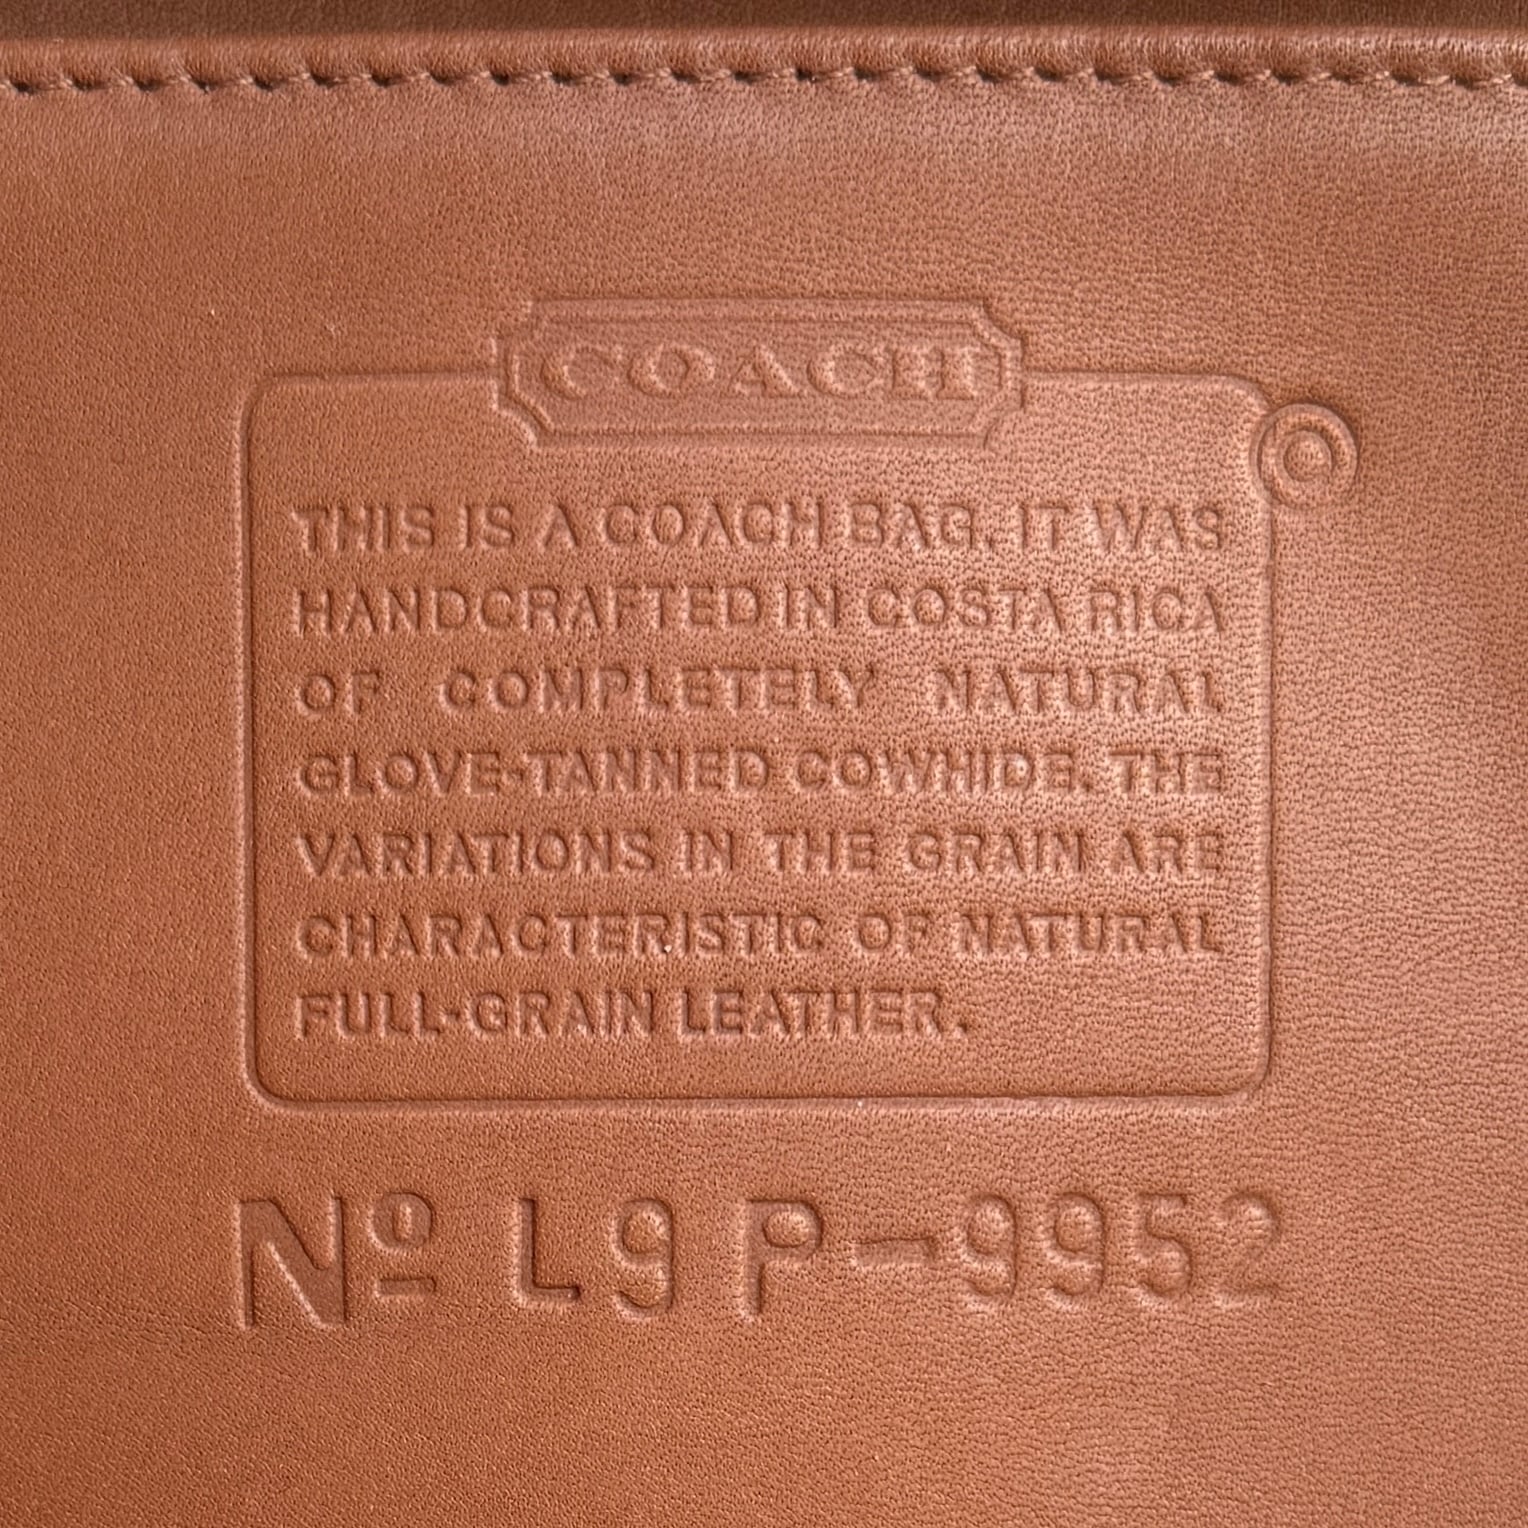 COACH
THIS IS A COACH BAG. IT WAS
HANDCRAFTED IN COSTA RICA
OF COMPLETELY NATURAL
GLOVE-TANNED COWHIDE. THE
VARIATIONS IN THE GRAIN ARE
CHARACTERISTIC OF NATURAL
FULL-GRAIN LEATHER.
Nº L9P-9952